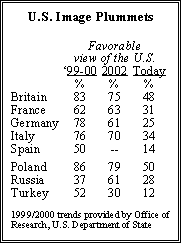 U.S. Image Plummets
Favorable
view of the U.S.
'99-00 2002 Today
% % %
Britain 83 75 48
France 62 63 31
Germany 78 61 25
Italy 76 70 34
Spain 50 -- 14
Poland 86 79 50
Russia 37 61 28
Turkey 52 30 12
1999/2000 trends provided by Office of
Research, U.S. Department of State